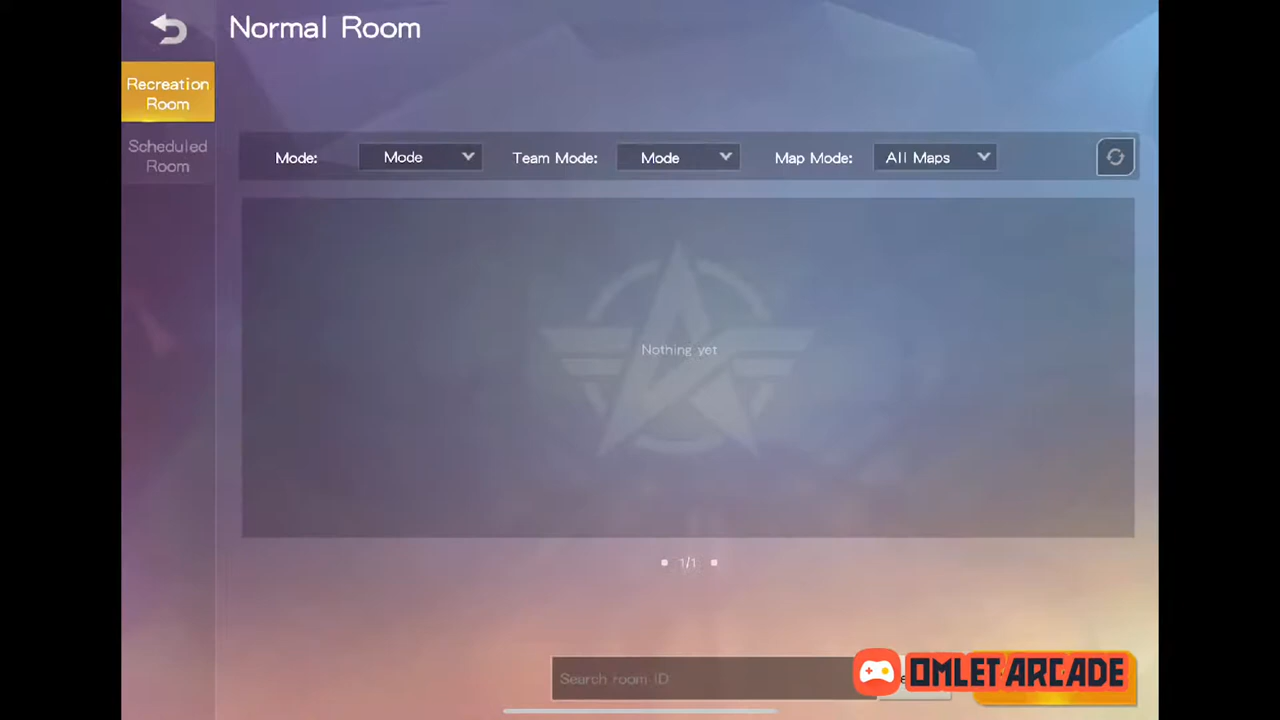 Normal Room
Recreation
Room
Scheduled
Room
Mode:
Mode
Team Mode:
Mode
Map Mode:
All Maps
Nothing yet
1/1
Search room ID
OMLET ARCADE